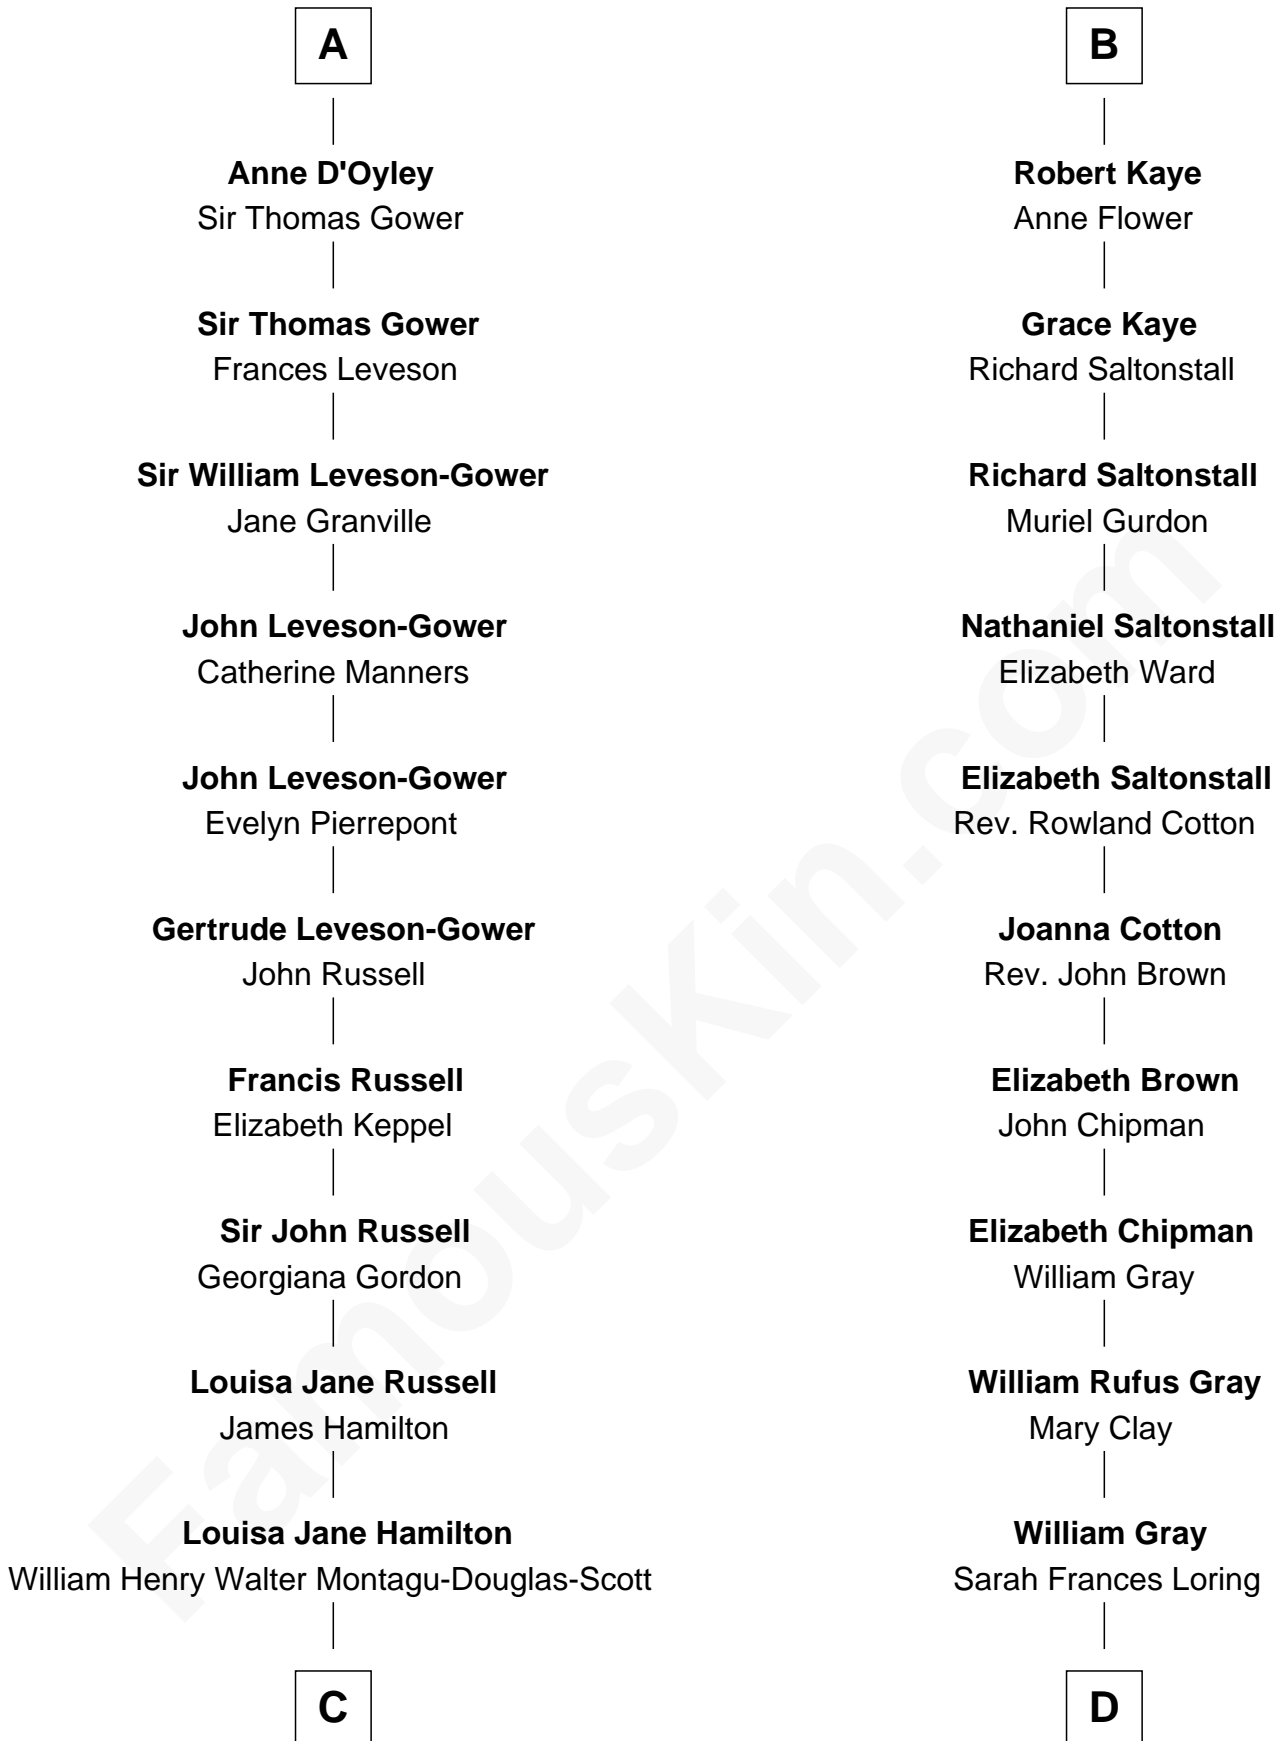 A
Anne D'Oyley
Sir Thomas Gower
Sir Thomas Gower
Frances Leveson
Sir William Leveson-Gower
Jane Granville
John Leveson-Gower
Catherine Manners
John Leveson-Gower
Evelyn Pierrepont
Gertrude Leveson-Gower
John Russell
Francis Russell
Elizabeth Keppel
Sir John Russell
Georgiana Gordon
Louisa Jane Russell
James Hamilton
Louisa Jane Hamilton
William Henry Walter Montagu-Douglas-Scott
C
B
Robert Kaye
Anne Flower
Grace Kaye
Richard Saltonstall
Richard Saltonstall
Muriel Gurdon
Nathaniel Saltonstall
Elizabeth Ward
Elizabeth Saltonstall
Rev. Rowland Cotton
Joanna Cotton
Rev. John Brown
Elizabeth Brown
John Chipman
Elizabeth Chipman
William Gray
William Rufus Gray
Mary Clay
William Gray
Sarah Frances Loring
D
FamousKin.com